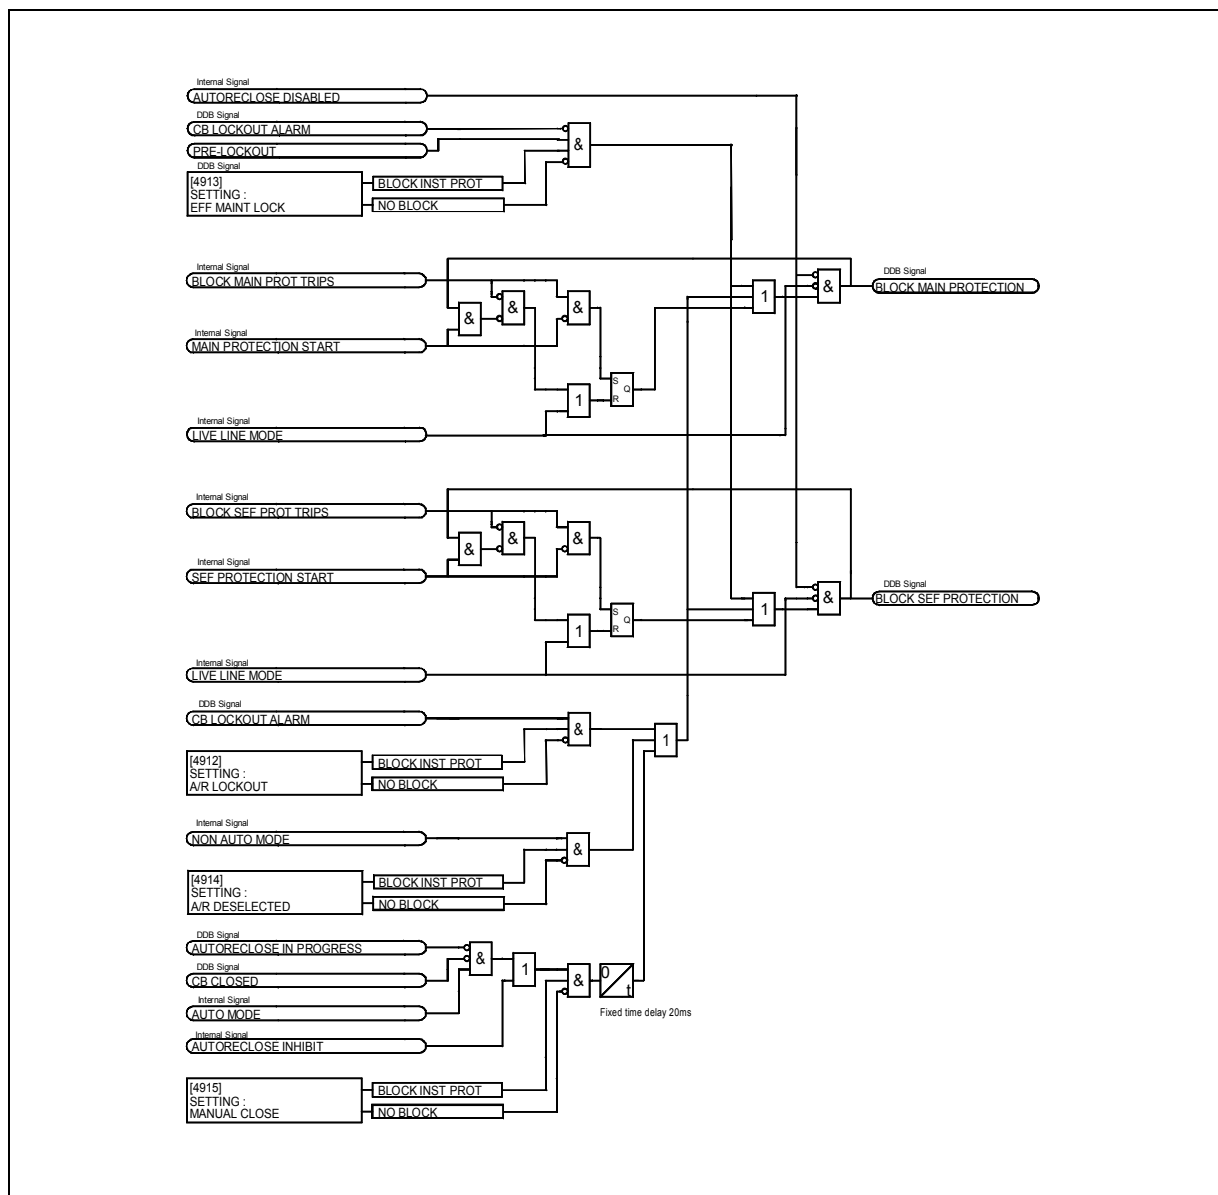 Internal Signal
AUTORECLOSE DISABLED
DDB Signal
CB LOCKOUT ALARM
PRE-LOCKOUT
DDB Signal
[4913]
SETTING :
EFF MAINT LOCK
BLOCK INST PROT
NO BLOCK
&
Internal Signal
BLOCK MAIN PROT TRIPS
&
&
&
Internal Signal
MAIN PROTECTION START
1
S
Q
R
1
&
DDB Signal
BLOCK MAIN PROTECTION
Internal Signal
LIVE LINE MODE
Internal Signal
BLOCK SEF PROT TRIPS
&
&
&
Internal Signal
SEF PROTECTION START
1
S
Q
R
1
&
DDB Signal
BLOCK SEF PROTECTION
Internal Signal
LIVE LINE MODE
DDB Signal
CB LOCKOUT ALARM
&
1
[4912]
SETTING :
A/R LOCKOUT
BLOCK INST PROT
NO BLOCK
Internal Signal
NON AUTO MODE
&
[4914]
SETTING :
A/R DESELECTED
BLOCK INST PROT
NO BLOCK
DDB Signal
AUTORECLOSE IN PROGRESS
DDB Signal
CB CLOSED
Internal Signal
AUTO MODE
Internal Signal
AUTORECLOSE INHIBIT
&
1
&
0
t
Fixed time delay 20ms
[4915]
SETTING :
MANUAL CLOSE
BLOCK INST PROT
NO BLOCK